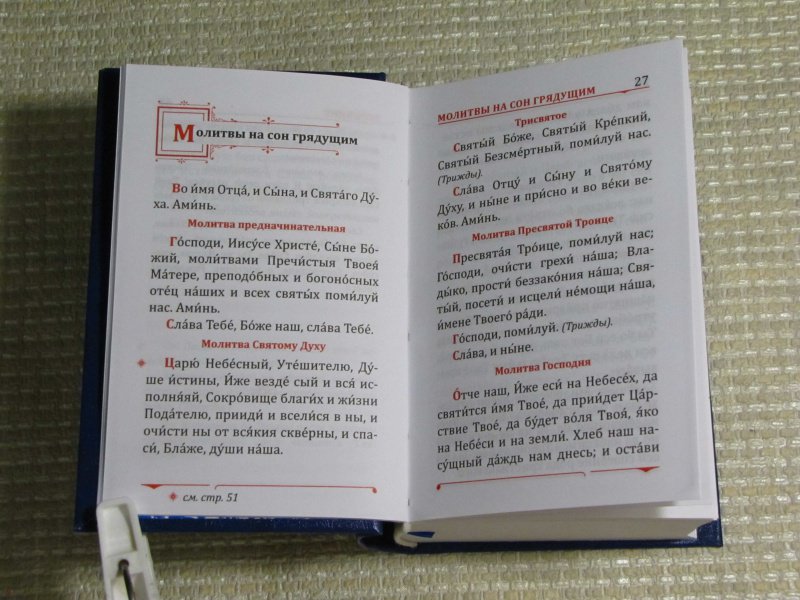 Молитвы на сон грядущим
Во и́мя Отца́, и Сы́на, и Свята́го Ду́-
ха. Ами́нь.
Молитва предначинательная
Го́споди, Иису́се Христе́, Сы́не Бо́-
жий, молитвами Пречи́стыя Твоея́
Ма́тере, преподо́бных и богоно́сных
оте́ц на́ших и всех святы́х поми́луй
нас. Ами́нь.
Сла́ва Тебе́, Бо́же наш, сла́ва Тебе́.
Молитва Святому Духу
Царю́ Небе́сный, Уте́шителю, Ду́-
ше и́стины, И́же везде́ сый и вся́ ис-
полня́яй, Сокро́вище благи́х и жи́зни
Пода́телю, прииди́ и всели́ся в ны, и
очи́сти ны от вся́кия скве́рны, и спа-
си́, Бла́же, ду́ши на́ша.
см. стр. 51
МОЛИТВЫ НА СОН ГРЯДУЩИМ 27
Трисвятое
Святы́й Бо́же, Святы́й Кре́пкий,
Святы́й Безсме́ртный, поми́луй нас.
(Трижды).
Сла́ва Отцу́ и Сы́ну и Свято́му
Ду́ху, и ны́не и при́сно и во ве́ки ве-
ко́в. Ами́нь.
Молитва Пресвятой Троице
Пресвята́я Тро́ице, поми́луй нас;
Го́споди, очи́сти грехи́ на́ша; Вла-
ды́ко, прости́ беззако́ния на́ша; Свя-
ты́й, посети́ и исцели́ не́мощи на́ша,
и́мене Твоего́ ра́ди.
Го́споди, поми́луй. (Трижды).
Сла́ва, и ны́не.
Молитва Господня
О́тче наш, И́же еси́ на Небесе́х, да
святи́тся и́мя Твое́, да прии́дет Ца́р-
ствие Твое́, да бу́дет во́ля Твоя́, я́ко
на Небеси́ и на земли́. Хлеб наш на-
су́щный да́ждь нам днесь; и оста́ви